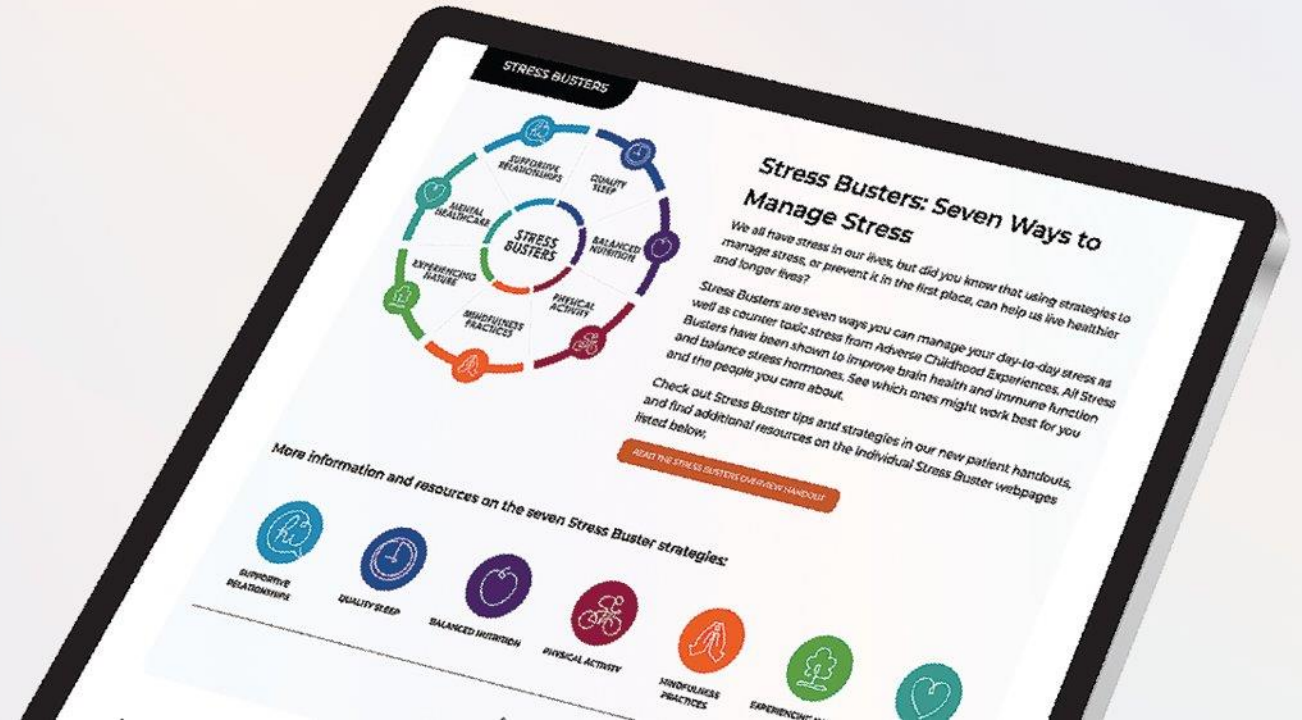 STRESS BUSTERS
SUPPORTIVE
RELATIONSHIPS
QUALITY
SLEEP
MENTAL
HEALTHCARE
STRESS
BUSTERS
BALANCED
NUTRITION
EXPERIENCING
NATURE
PHYSICAL
ACTIVITY
MINDFULNESS
PRACTICES
Stress Busters: Seven Ways to
Manage Stress
We all have stress in our lives, but did you know that using strategies to
manage stress, or prevent it in the first place, can help us live healthier
and longer lives?
Stress Busters are seven ways you can manage your day-to-day stress as
well as counter toxic stress from Adverse Childhood Experiences. All Stress
Busters have been shown to improve brain health and immune function
and balance stress hormones. See which ones might work best for you
and the people you care about.
Check out Stress Buster tips and strategies in our new patient handouts,
and find additional resources on the individual Stress Buster webpages
listed below.
READ THE STRESS BUSTERS OVERVIEW HANDOUT
More information and resources on the seven Stress Buster strategies:
hi
SUPPORTIVE
RELATIONSHIPS
QUALITY SLEEP
BALANCED NUTRITION
PHYSICAL ACTIVITY
MINDFULNESS
PRACTICES
EXPERIENCING